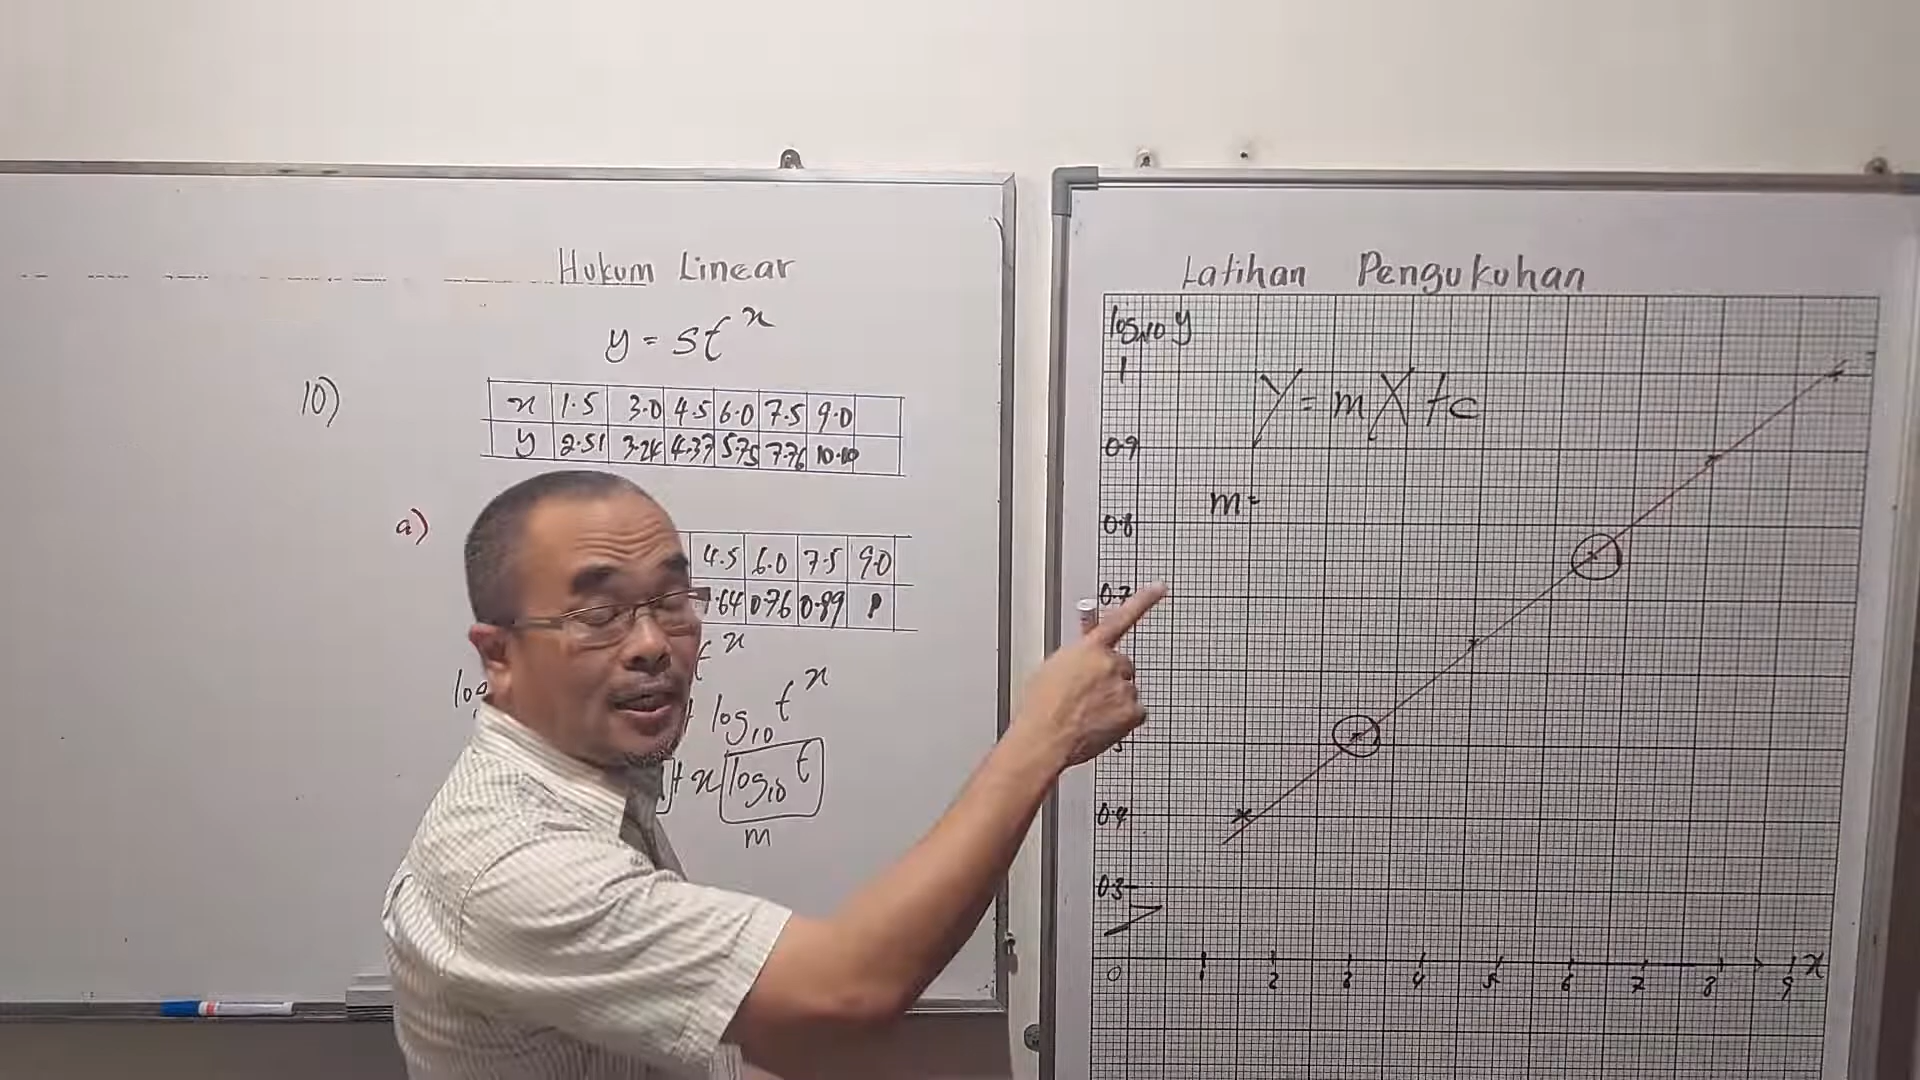 Hukum Linear
y = st^x
10)
x 1.5 3.0 4.5 6.0 7.5 9.0
y 2.51 3.24 4.37 5.75 7.76 10.10
a)
4.5 6.0 7.5 9.0
.64 0.76 0.89 1
t^x
log
+ log₁₀ t^x
+ x log₁₀ t
m
Latihan Pengukuhan
log₁₀ y
1
Y = mX + c
0.9
m =
0.8
0.7
0.4
0.3
0 1 2 3 4 5 6 7 8 9 x